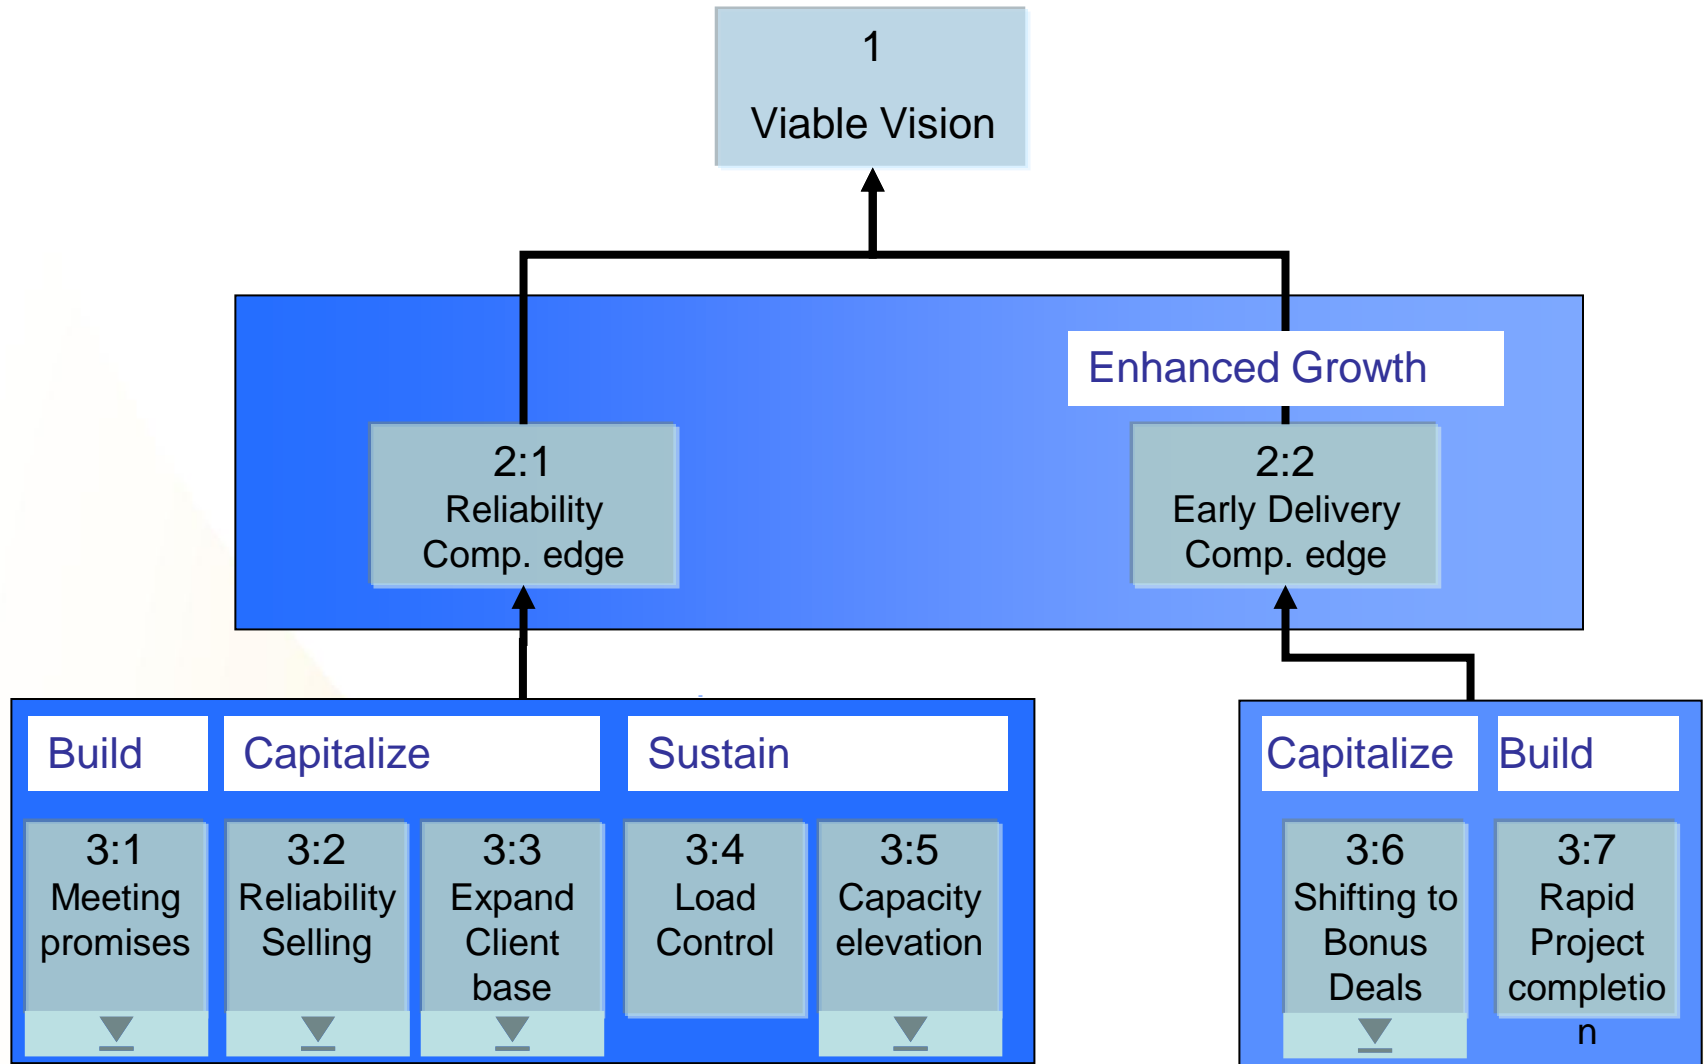 1
Viable Vision
Enhanced Growth
2:1
Reliability
Comp. edge
2:2
Early Delivery
Comp. edge
Build
Capitalize
Sustain
3:1
Meeting
promises
3:2
Reliability
Selling
3:3
Expand
Client
base
3:4
Load
Control
3:5
Capacity
elevation
Capitalize
Build
3:6
Shifting to
Bonus
Deals
3:7
Rapid
Project
completio
n